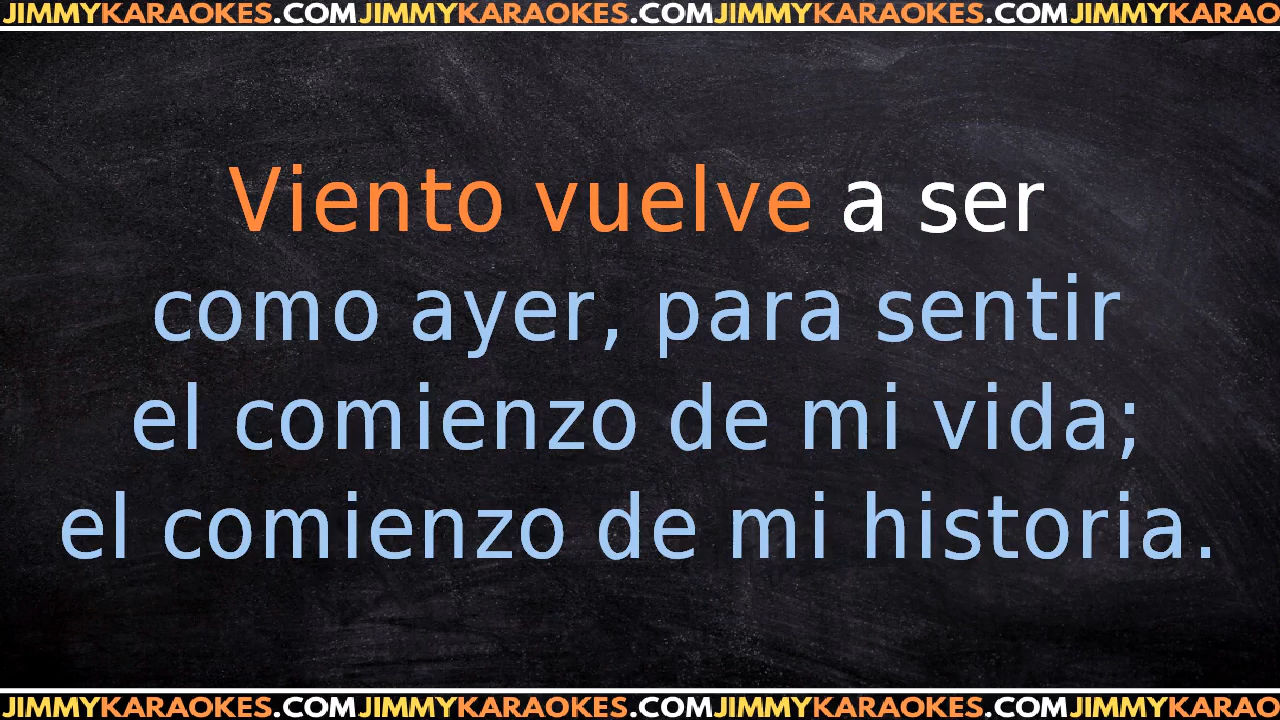 JIMMYKARAOKES.COMJIMMYKARAOKES.COMJIMMYKARAOKES.COMJIMMYKARAO
Viento vuelve a ser
como ayer, para sentir
el comienzo de mi vida;
el comienzo de mi historia.
JIMMYKARAOKES.COMJIMMYKARAOKES.COMJIMMYKARAOKES.COMJIMMYKARAO